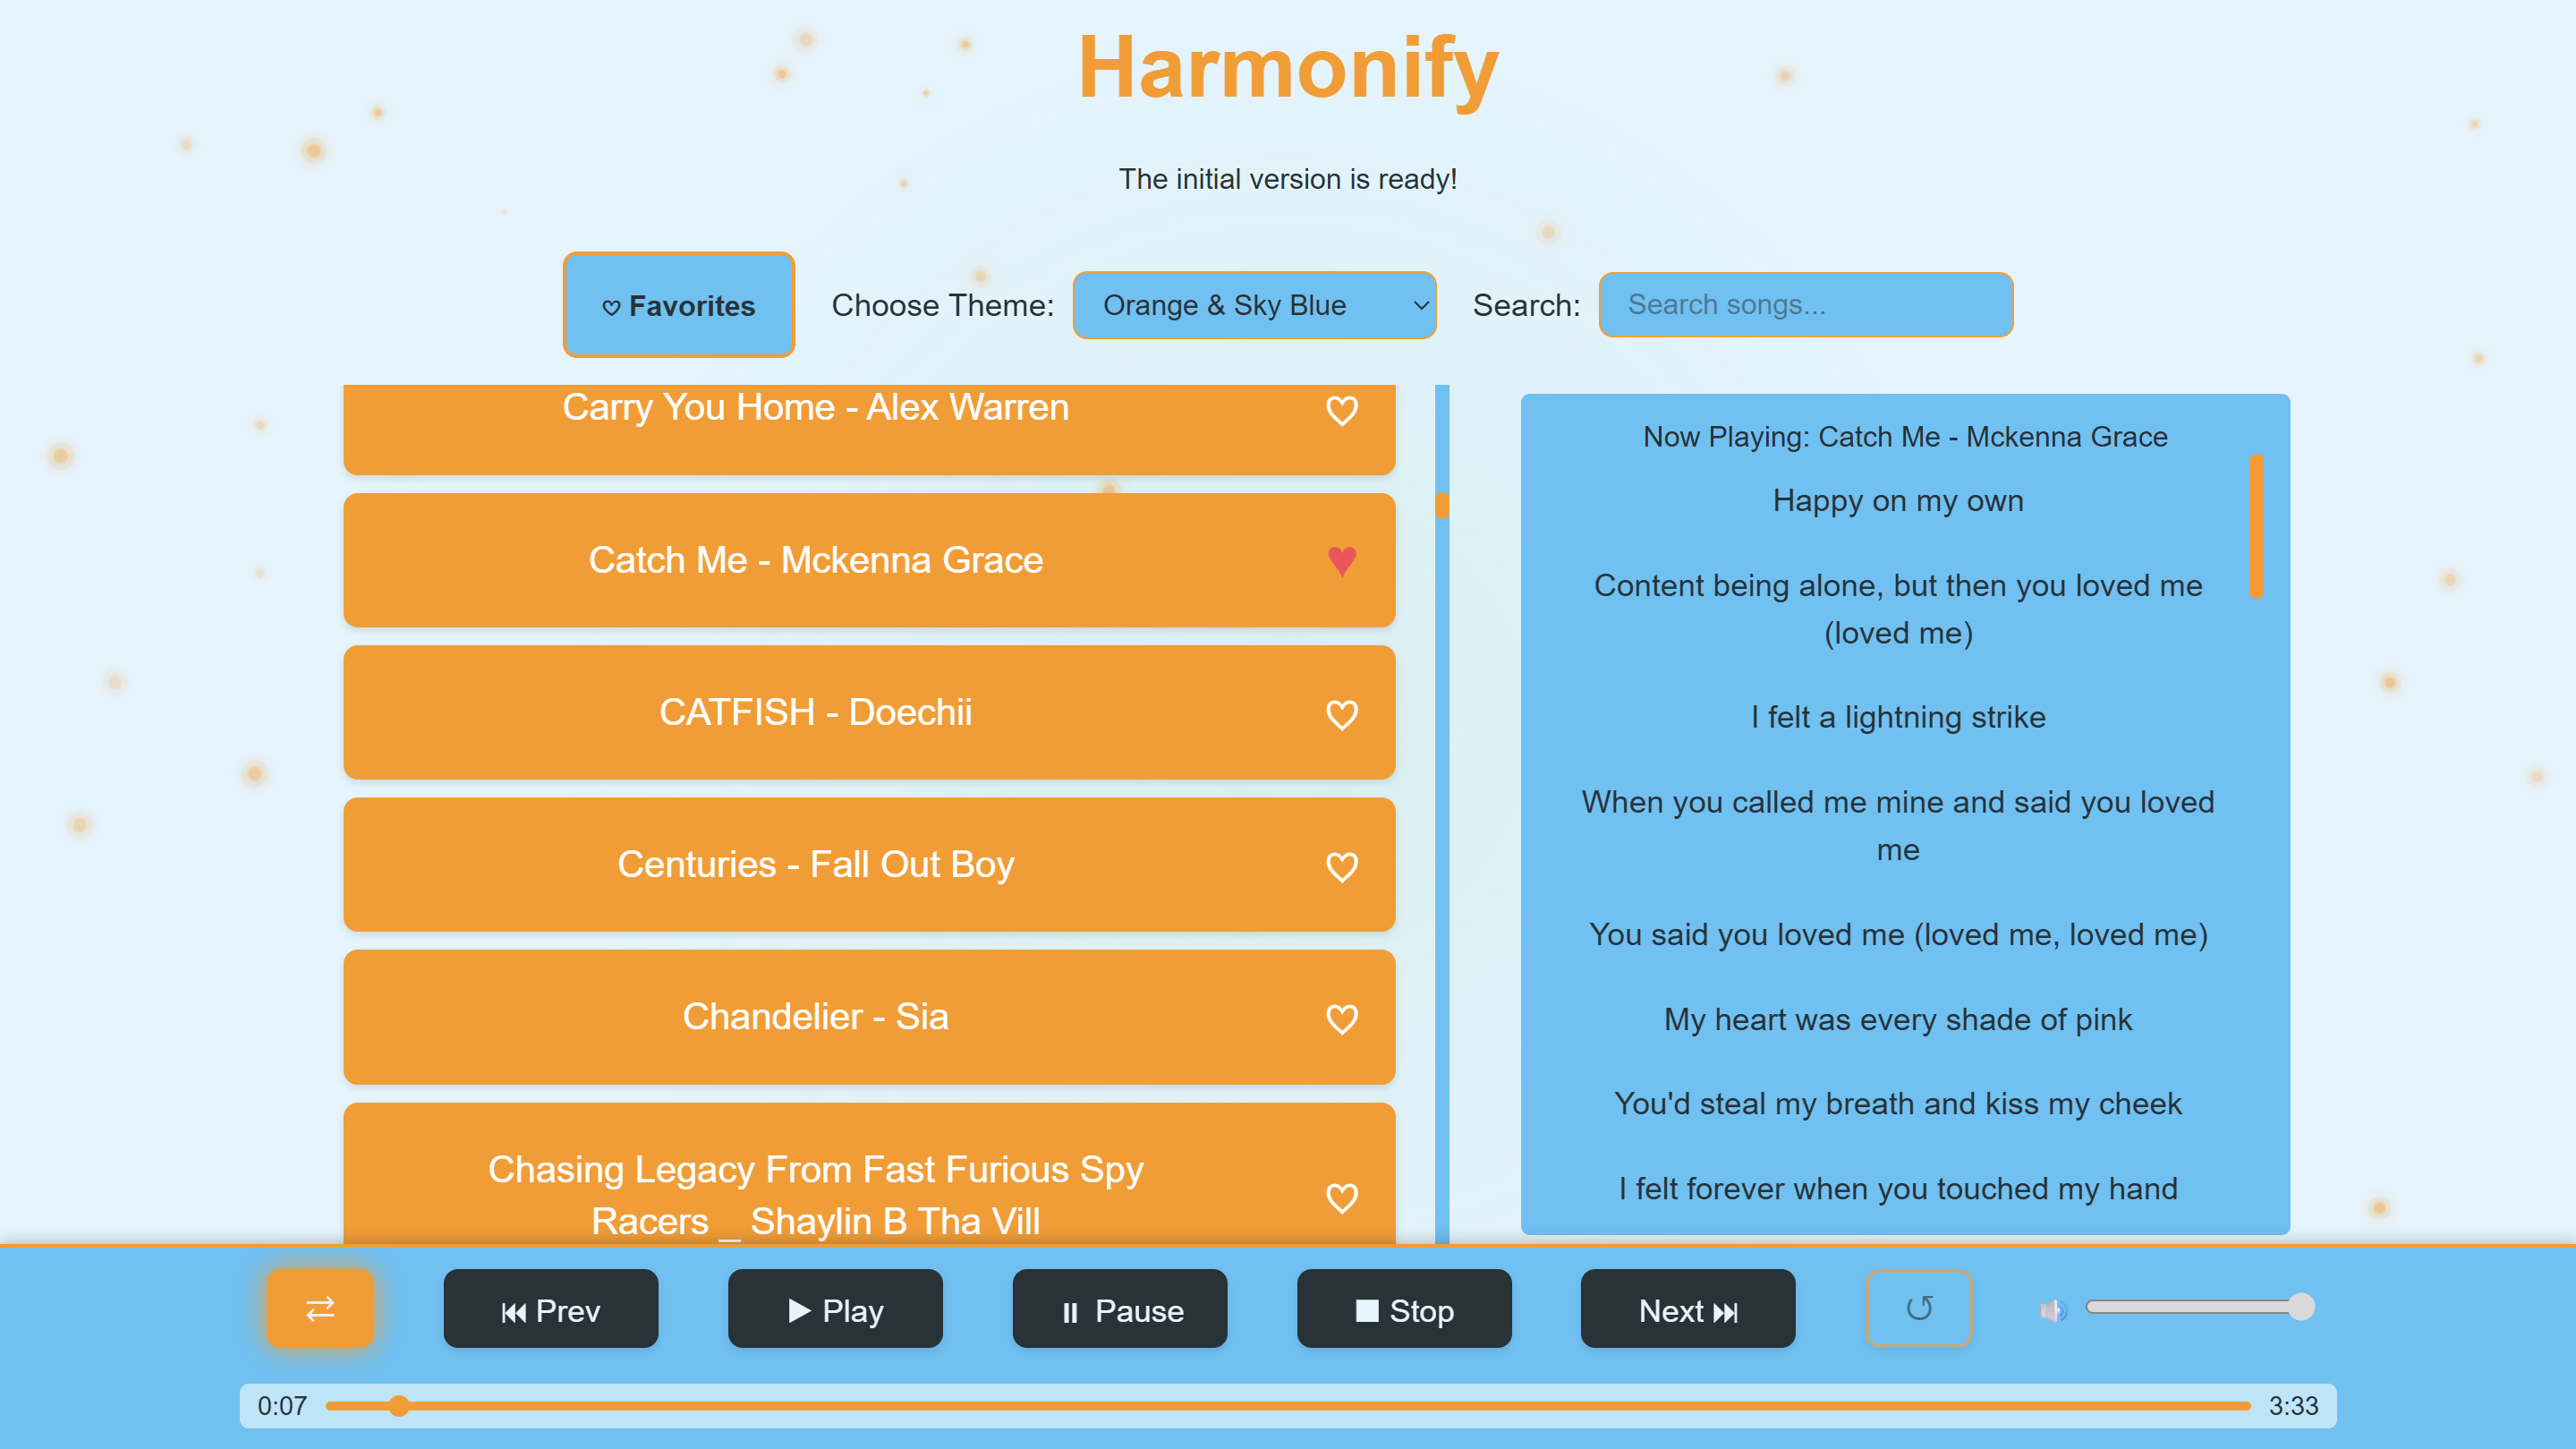 Harmonify
The initial version is ready!
♡ Favorites
Choose Theme:
Orange & Sky Blue
Search:
Search songs...
Carry You Home - Alex Warren
Catch Me - Mckenna Grace
CATFISH - Doechii
Centuries - Fall Out Boy
Chandelier - Sia
Chasing Legacy From Fast Furious Spy
Racers _ Shaylin B Tha Vill
Now Playing: Catch Me - Mckenna Grace
Happy on my own
Content being alone, but then you loved me
(loved me)
I felt a lightning strike
When you called me mine and said you loved
me
You said you loved me (loved me, loved me)
My heart was every shade of pink
You'd steal my breath and kiss my cheek
I felt forever when you touched my hand
⏮ Prev
▶ Play
⏸ Pause
⏹ Stop
Next ⏭
0:07
3:33